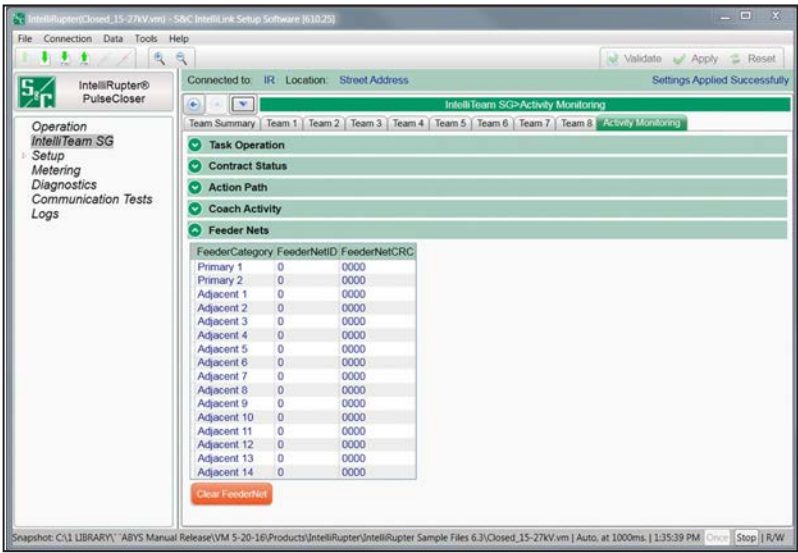 IntelliRupter(Closed_15-27kV.vm) - S&C IntelliLink Setup Software [610.25]
File Connection Data Tools Help
Validate Apply Reset
S&C IntelliRupter®
PulseCloser
Connected to: IR Location: Street Address Settings Applied Successfully
IntelliTeam SG>Activity Monitoring
Team Summary Team 1 Team 2 Team 3 Team 4 Team 5 Team 6 Team 7 Team 8 Activity Monitoring
Operation
IntelliTeam SG
Setup
Metering
Diagnostics
Communication Tests
Logs
Task Operation
Contract Status
Action Path
Coach Activity
Feeder Nets
FeederCategory FeederNetID FeederNetCRC
Primary 1 0 0000
Primary 2 0 0000
Adjacent 1 0 0000
Adjacent 2 0 0000
Adjacent 3 0 0000
Adjacent 4 0 0000
Adjacent 5 0 0000
Adjacent 6 0 0000
Adjacent 7 0 0000
Adjacent 8 0 0000
Adjacent 9 0 0000
Adjacent 10 0 0000
Adjacent 11 0 0000
Adjacent 12 0 0000
Adjacent 13 0 0000
Adjacent 14 0 0000
Clear FeederNet
Snapshot: C:\1 LIBRARY\``ABYS Manual Release\VM 5-20-16\Products\IntelliRupter\IntelliRupter Sample Files 6.3\Closed_15-27kV.vm | Auto, at 1000ms. | 1:35:39 PM Once Stop | R/W